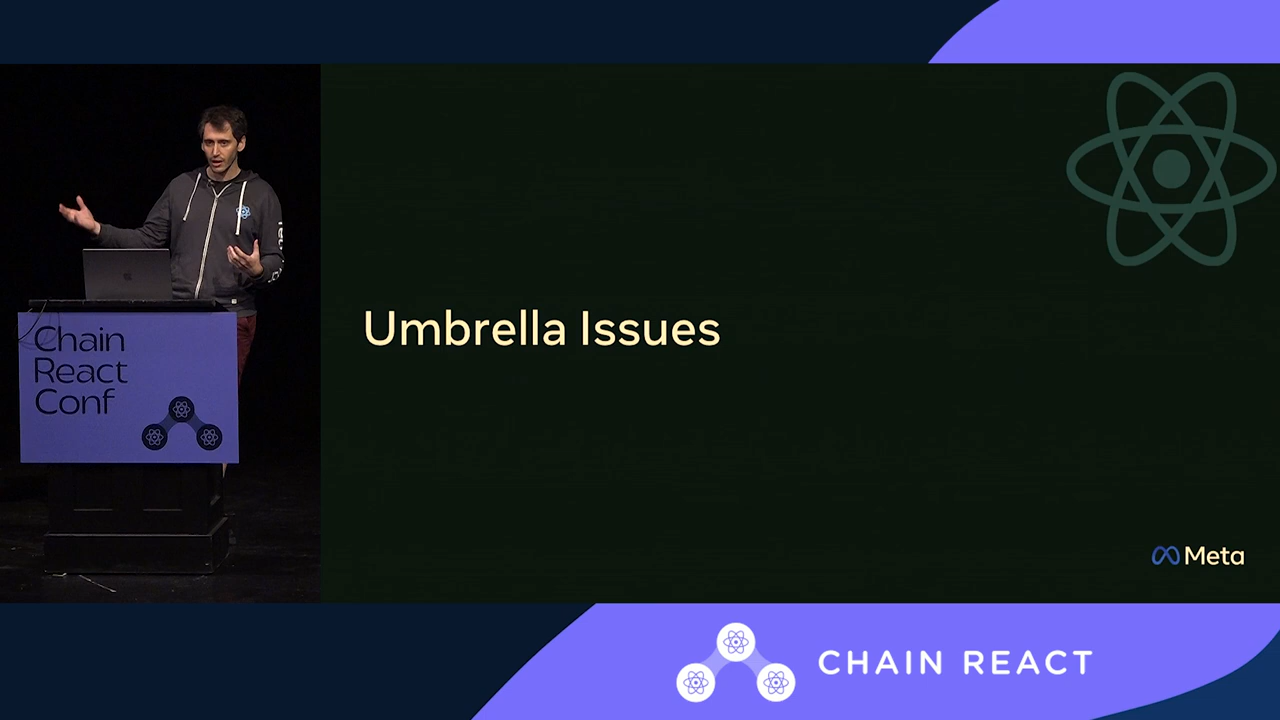 Umbrella Issues
Chain
React
Conf
Meta
CHAIN REACT